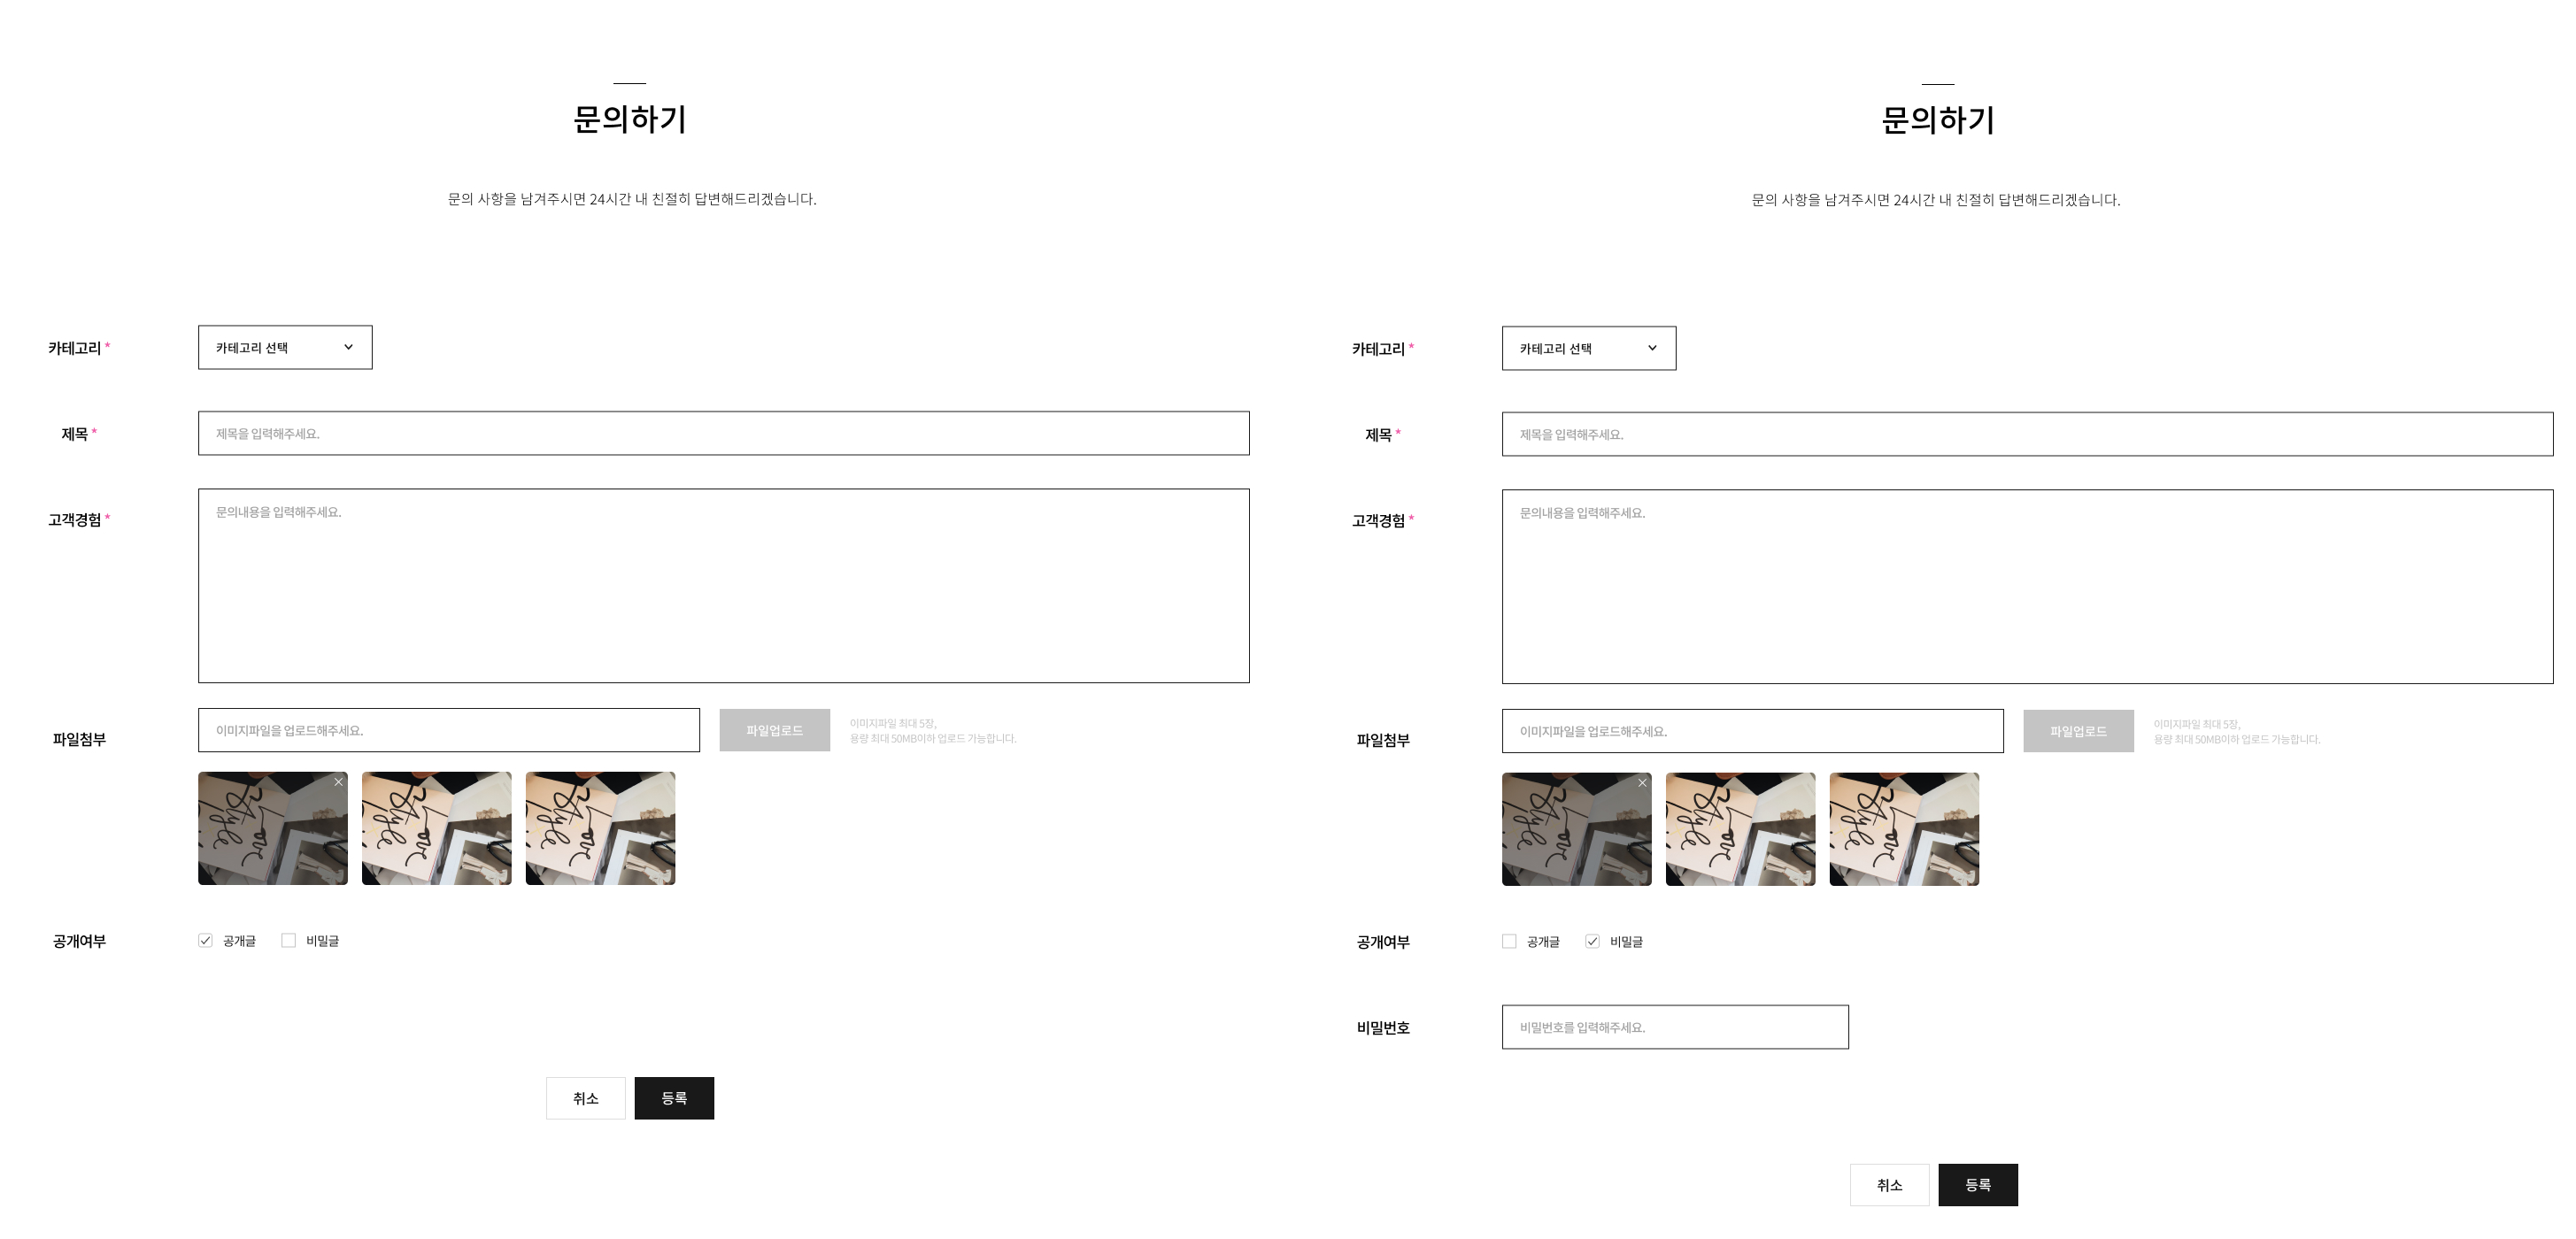 문의하기
문의 사항을 남겨주시면 24시간 내 친절히 답변해드리겠습니다.
카테고리 *
카테고리 선택
제목 *
제목을 입력해주세요.
고객경험 *
문의내용을 입력해주세요.
파일첨부
이미지파일을 업로드해주세요.
파일업로드
이미지파일 최대 5장,
용량 최대 50MB이하 업로드 가능합니다.
Style
Love
Style
Love
Style
Love
공개여부
공개글
비밀글
취소
등록
문의하기
문의 사항을 남겨주시면 24시간 내 친절히 답변해드리겠습니다.
카테고리 *
카테고리 선택
제목 *
제목을 입력해주세요.
고객경험 *
문의내용을 입력해주세요.
파일첨부
이미지파일을 업로드해주세요.
파일업로드
이미지파일 최대 5장,
용량 최대 50MB이하 업로드 가능합니다.
Style
Love
Style
Love
Style
Love
공개여부
공개글
비밀글
비밀번호
비밀번호를 입력해주세요.
취소
등록